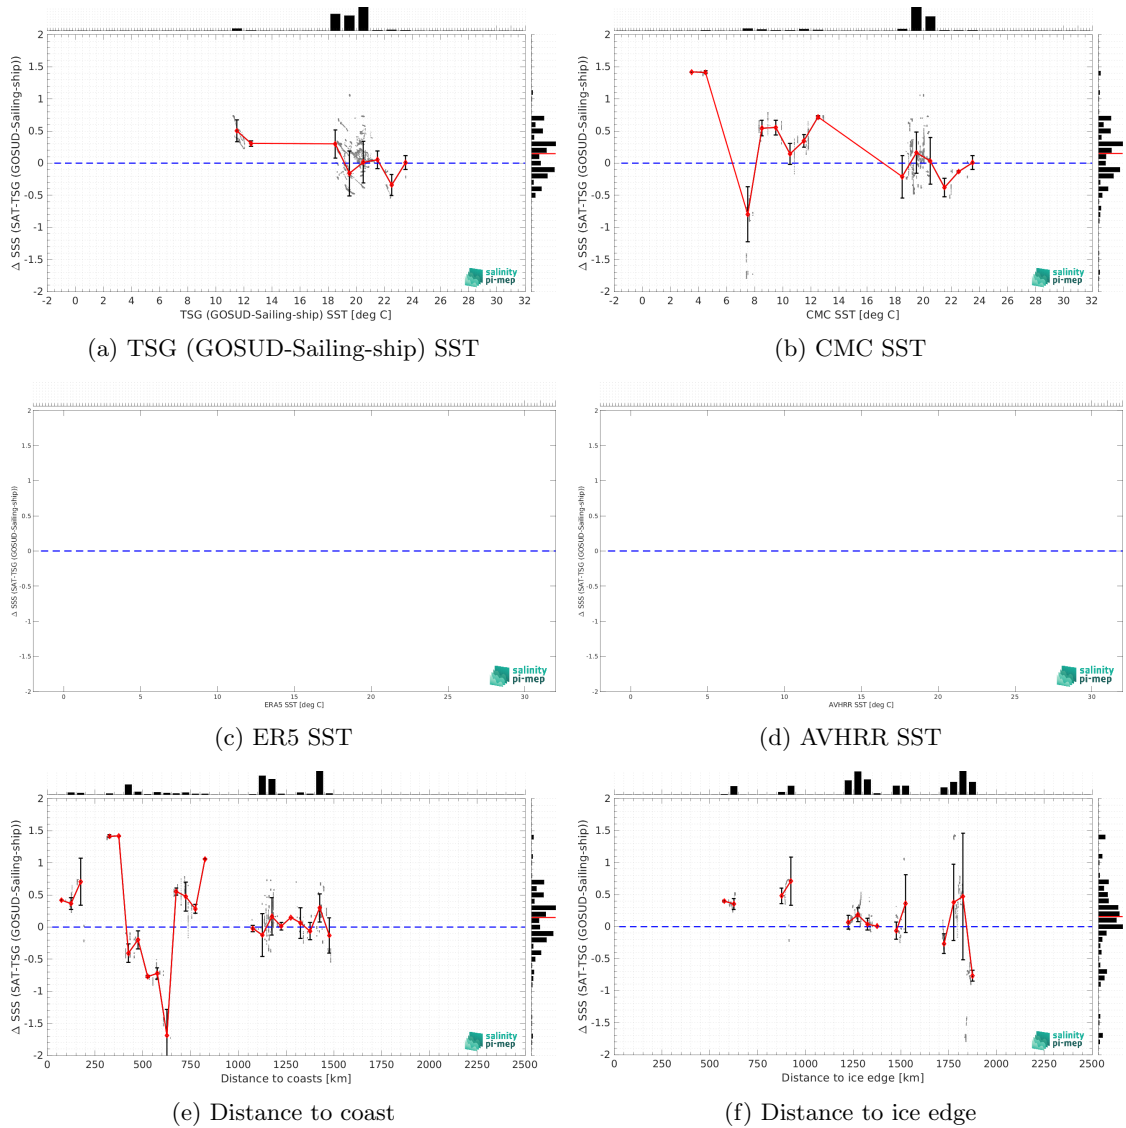 2
1.5
1
0.5
0
-0.5
-1
-1.5
-2
Δ SSS (SAT-TSG (GOSUD-Sailing-ship))
-2 0 2 4 6 8 10 12 14 16 18 20 22 24 26 28 30 32
TSG (GOSUD-Sailing-ship) SST [deg C]
salinity
pi-mep
(a) TSG (GOSUD-Sailing-ship) SST
2
1.5
1
0.5
0
-0.5
-1
-1.5
-2
Δ SSS (SAT-TSG (GOSUD-Sailing-ship))
-2 0 2 4 6 8 10 12 14 16 18 20 22 24 26 28 30 32
CMC SST [deg C]
salinity
pi-mep
(b) CMC SST
2
1.5
1
0.5
0
-0.5
-1
-1.5
-2
Δ SSS (SAT-TSG (GOSUD-Sailing-ship))
0 5 10 15 20 25 30
ERA5 SST [deg C]
salinity
pi-mep
(c) ER5 SST
2
1.5
1
0.5
0
-0.5
-1
-1.5
-2
Δ SSS (SAT-TSG (GOSUD-Sailing-ship))
0 5 10 15 20 25 30
AVHRR SST [deg C]
salinity
pi-mep
(d) AVHRR SST
2
1.5
1
0.5
0
-0.5
-1
-1.5
-2
Δ SSS (SAT-TSG (GOSUD-Sailing-ship))
0 250 500 750 1000 1250 1500 1750 2000 2250 2500
Distance to coasts [km]
salinity
pi-mep
(e) Distance to coast
2
1.5
1
0.5
0
-0.5
-1
-1.5
-2
Δ SSS (SAT-TSG (GOSUD-Sailing-ship))
0 250 500 750 1000 1250 1500 1750 2000 2250 2500
Distance to ice edge [km]
salinity
pi-mep
(f) Distance to ice edge